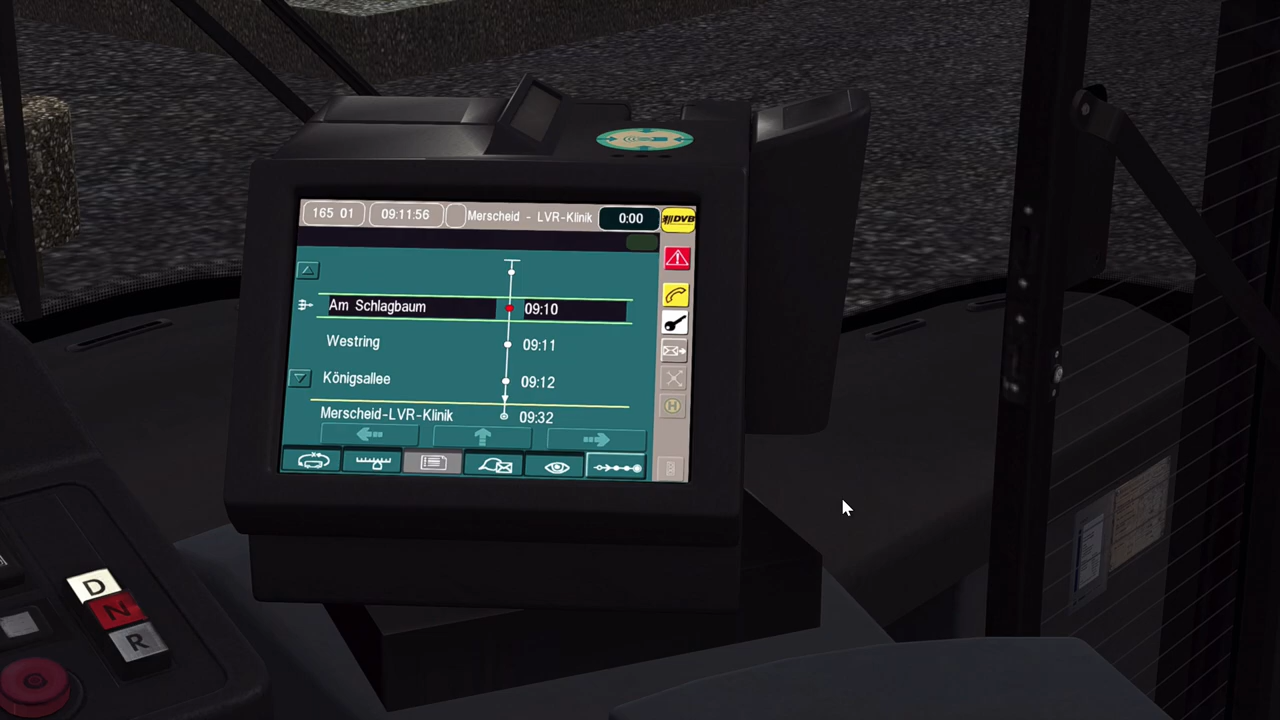 165 01 09:11:56 Merscheid - LVR-Klinik 0:00 DVB
Am Schlagbaum 09:10
Westring 09:11
Königsallee 09:12
Merscheid-LVR-Klinik 09:32
H
D
N
R